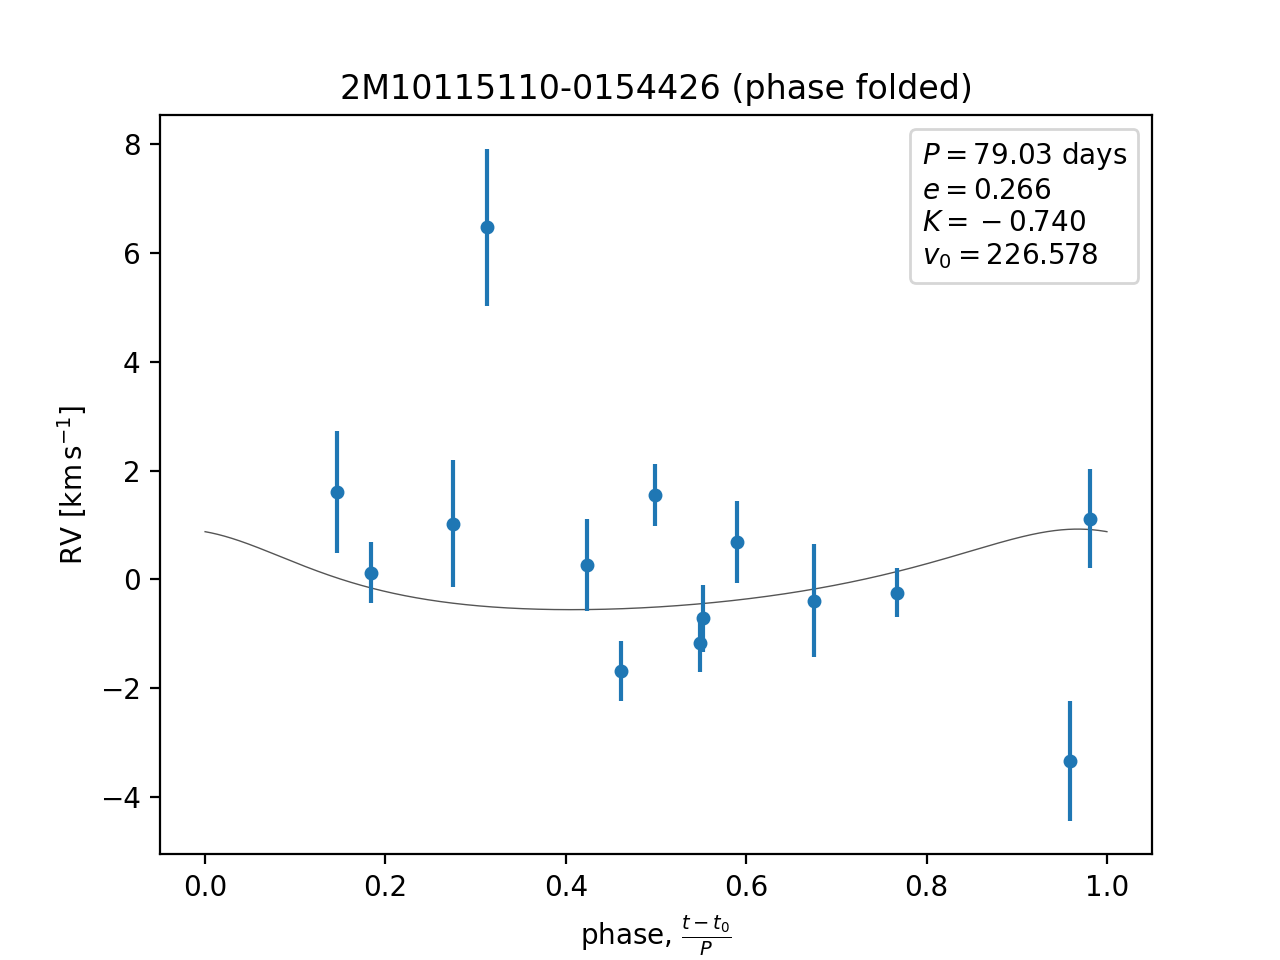 2M10115110-0154426 (phase folded)
P = 79.03 days
e = 0.266
K = −0.740
v₀ = 226.578
8
6
4
2
0
−2
−4
RV [km s⁻¹]
0.0 0.2 0.4 0.6 0.8 1.0
phase, (t − t₀)/P